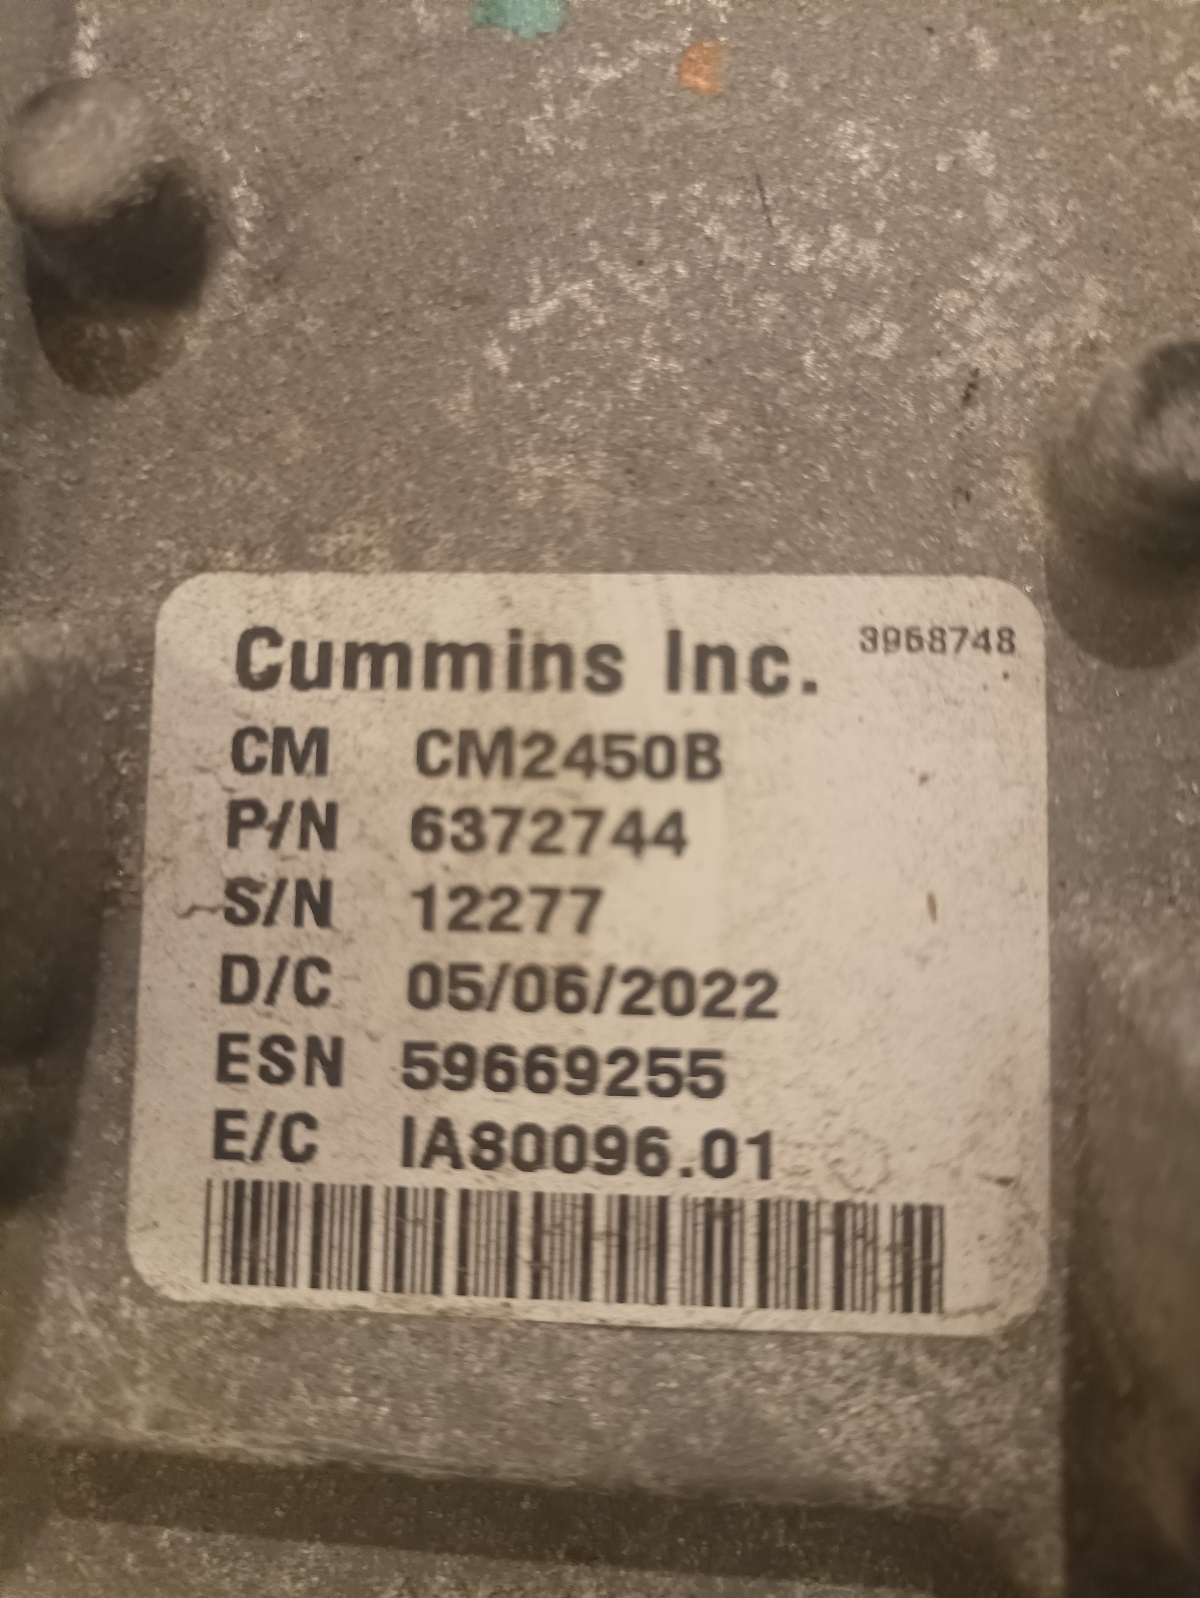 Cummins Inc. 3968748
CM CM2450B
P/N 6372744
S/N 12277
D/C 05/06/2022
ESN 59669255
E/C IA80096.01